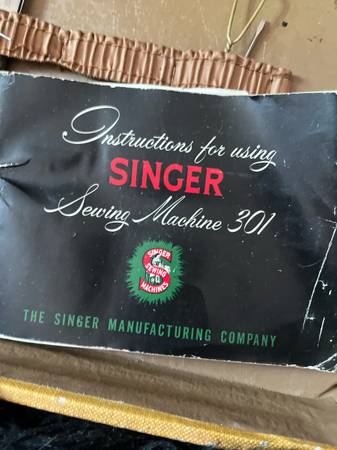 Instructions for using
SINGER
Sewing Machine 301
SINGER
SEWING
MACHINES
THE SINGER MANUFACTURING COMPANY